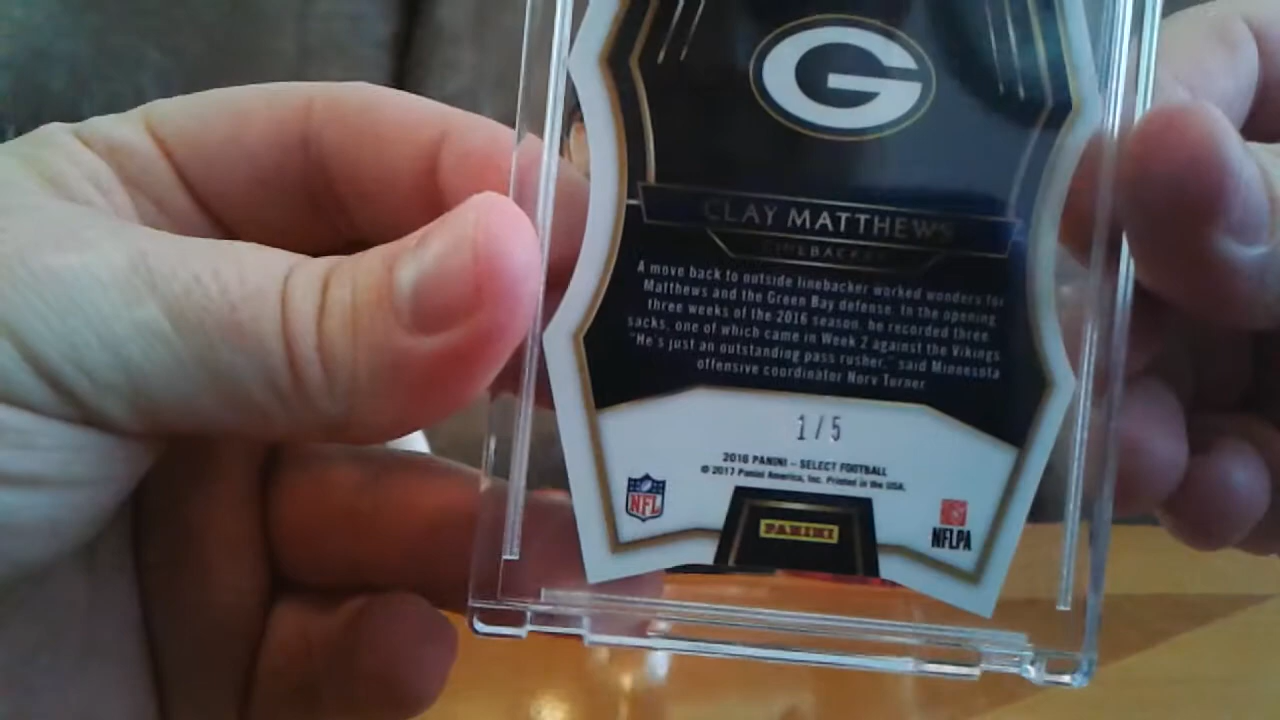 G
CLAY MATTHEWS
LINEBACKER
A move back to outside linebacker worked wonders for
Matthews and the Green Bay defense. In the opening
three weeks of the 2016 season, he recorded three
sacks, one of which came in Week 2 against the Vikings.
"He's just an outstanding pass rusher," said Minnesota
offensive coordinator Norv Turner.
1/5
2016 PANINI – SELECT FOOTBALL
© 2017 Panini America, Inc. Printed in the USA.
NFL
PANINI
NFLPA